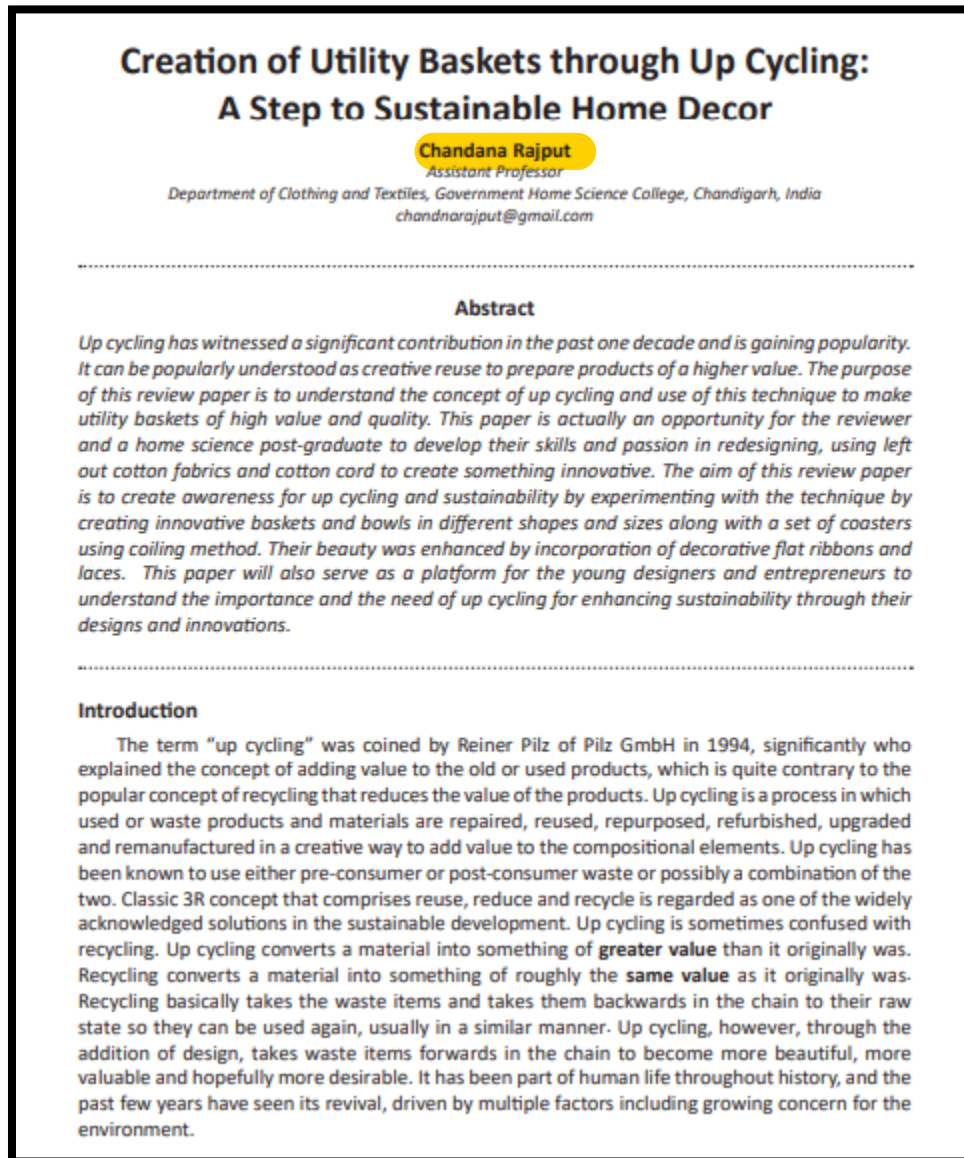 Creation of Utility Baskets through Up Cycling:
A Step to Sustainable Home Decor
Chandana Rajput
Assistant Professor
Department of Clothing and Textiles, Government Home Science College, Chandigarh, India
chandnarajput@gmail.com
Abstract
Up cycling has witnessed a significant contribution in the past one decade and is gaining popularity.
It can be popularly understood as creative reuse to prepare products of a higher value. The purpose
of this review paper is to understand the concept of up cycling and use of this technique to make
utility baskets of high value and quality. This paper is actually an opportunity for the reviewer
and a home science post-graduate to develop their skills and passion in redesigning, using left
out cotton fabrics and cotton cord to create something innovative. The aim of this review paper
is to create awareness for up cycling and sustainability by experimenting with the technique by
creating innovative baskets and bowls in different shapes and sizes along with a set of coasters
using coiling method. Their beauty was enhanced by incorporation of decorative flat ribbons and
laces. This paper will also serve as a platform for the young designers and entrepreneurs to
understand the importance and the need of up cycling for enhancing sustainability through their
designs and innovations.
Introduction
The term “up cycling” was coined by Reiner Pilz of Pilz GmbH in 1994, significantly who
explained the concept of adding value to the old or used products, which is quite contrary to the
popular concept of recycling that reduces the value of the products. Up cycling is a process in which
used or waste products and materials are repaired, reused, repurposed, refurbished, upgraded
and remanufactured in a creative way to add value to the compositional elements. Up cycling has
been known to use either pre-consumer or post-consumer waste or possibly a combination of the
two. Classic 3R concept that comprises reuse, reduce and recycle is regarded as one of the widely
acknowledged solutions in the sustainable development. Up cycling is sometimes confused with
recycling. Up cycling converts a material into something of greater value than it originally was.
Recycling converts a material into something of roughly the same value as it originally was.
Recycling basically takes the waste items and takes them backwards in the chain to their raw
state so they can be used again, usually in a similar manner. Up cycling, however, through the
addition of design, takes waste items forwards in the chain to become more beautiful, more
valuable and hopefully more desirable. It has been part of human life throughout history, and the
past few years have seen its revival, driven by multiple factors including growing concern for the
environment.